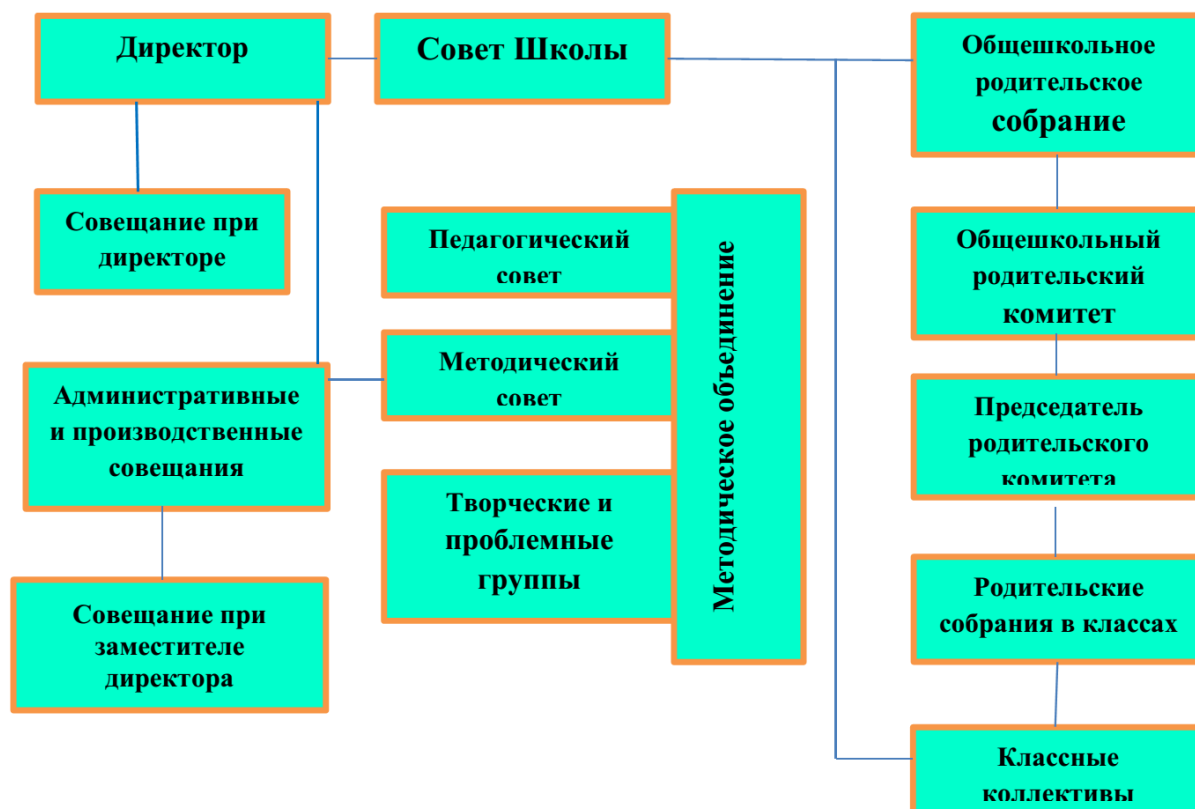 Директор
Совет Школы
Общешкольное
родительское
собрание
Совещание при
директоре
Педагогический
совет
Методическое объединение
Общешкольный
родительский
комитет
Административные
и производственные
совещания
Методический
совет
Председатель
родительского
комитета
Творческие и
проблемные
группы
Родительские
собрания в классах
Совещание при
заместителе
директора
Классные
коллективы